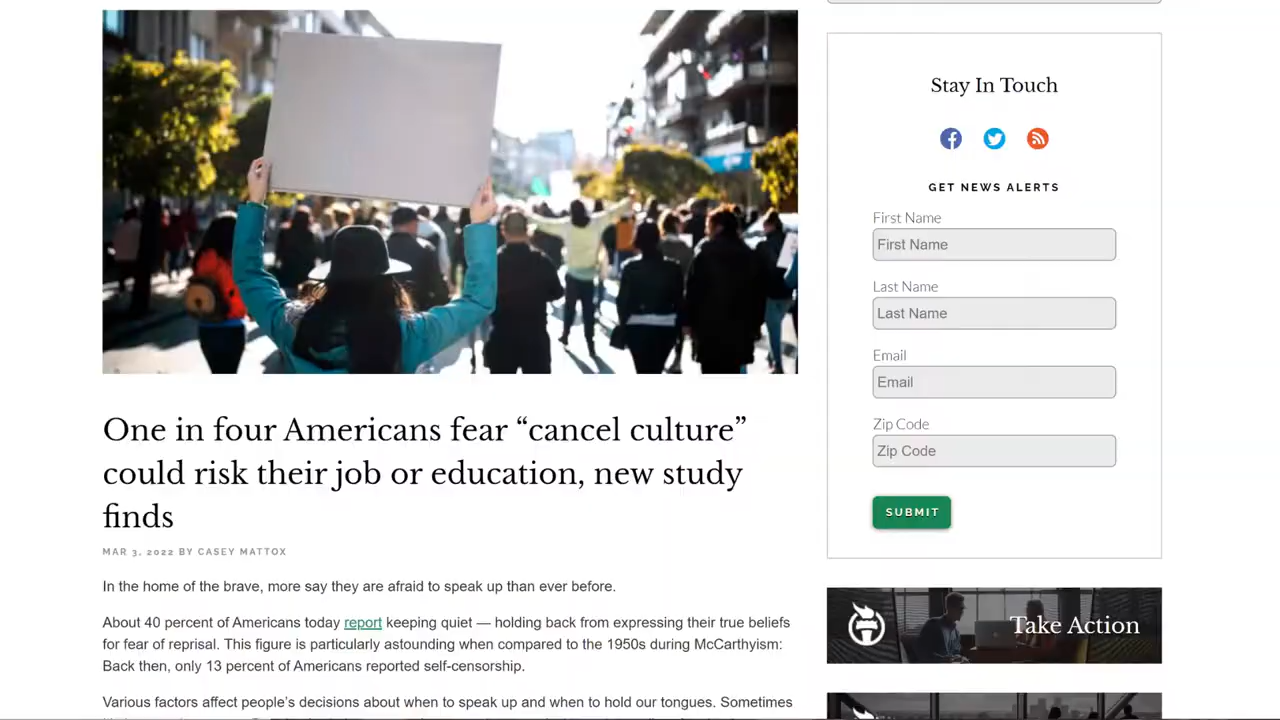 One in four Americans fear “cancel culture”
could risk their job or education, new study
finds
MAR 3, 2022 BY CASEY MATTOX
In the home of the brave, more say they are afraid to speak up than ever before.
About 40 percent of Americans today report keeping quiet — holding back from expressing their true beliefs
for fear of reprisal. This figure is particularly astounding when compared to the 1950s during McCarthyism:
Back then, only 13 percent of Americans reported self-censorship.
Various factors affect people’s decisions about when to speak up and when to hold our tongues. Sometimes
Stay In Touch
GET NEWS ALERTS
First Name
First Name
Last Name
Last Name
Email
Email
Zip Code
Zip Code
SUBMIT
Take Action